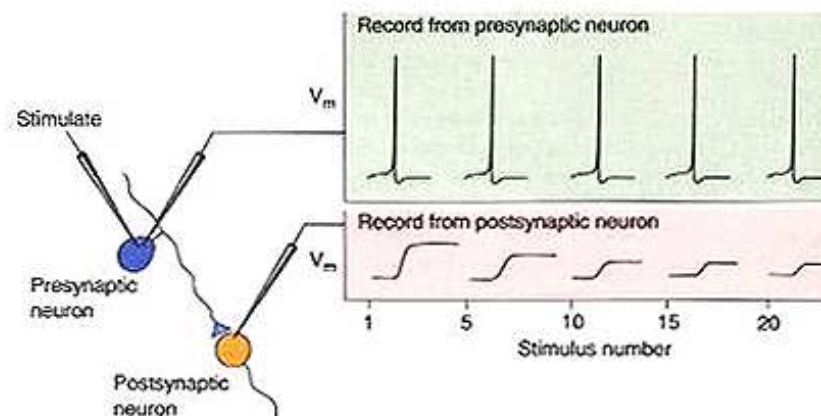 Record from presynaptic neuron
Vm
Stimulate
Record from postsynaptic neuron
Vm
Presynaptic
neuron
1 5 10 15 20
Stimulus number
Postsynaptic
neuron